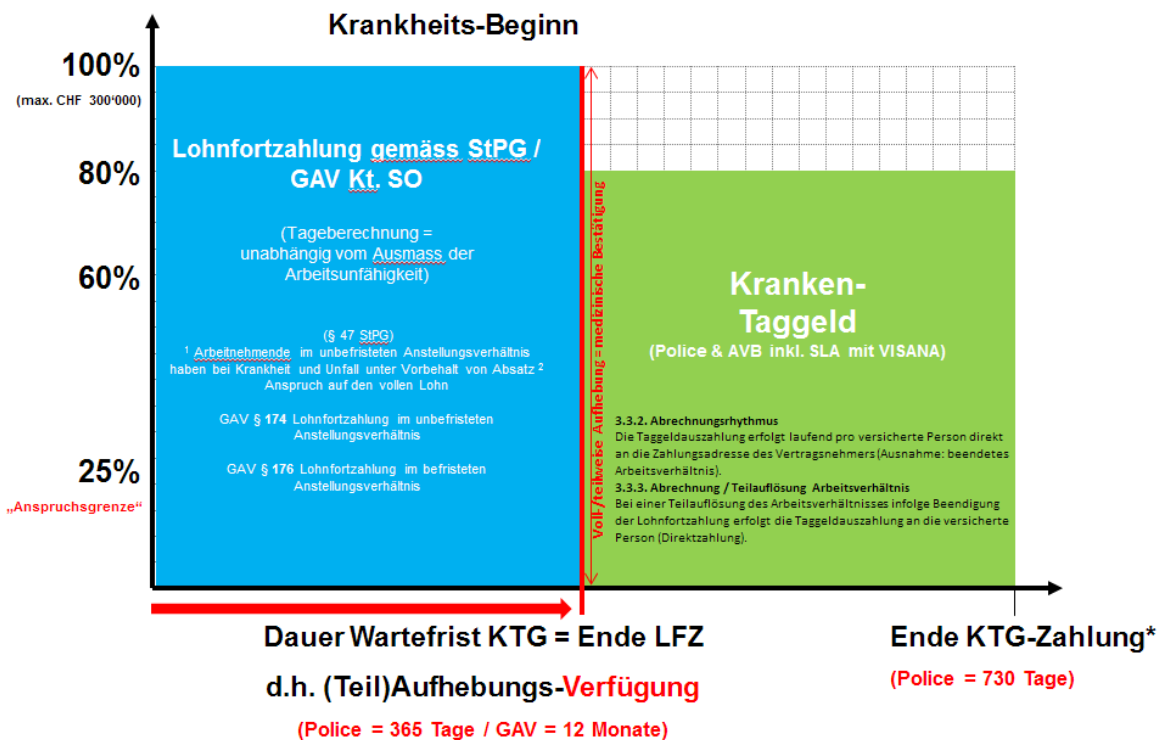 Krankheits-Beginn
100%
(max. CHF 300'000)
80%
60%
25%
„Anspruchsgrenze“
Lohnfortzahlung gemäss StPG /
GAV Kt. SO
(Tageberechnung =
unabhängig vom Ausmass der
Arbeitsunfähigkeit)
(§ 47 StPG)
¹ Arbeitnehmende im unbefristeten Anstellungsverhältnis
haben bei Krankheit und Unfall unter Vorbehalt von Absatz ²
Anspruch auf den vollen Lohn
GAV § 174 Lohnfortzahlung im unbefristeten
Anstellungsverhältnis
GAV § 176 Lohnfortzahlung im befristeten
Anstellungsverhältnis
Voll-/teilweise Aufhebung = medizinische Bestätigung
Kranken-
Taggeld
(Police & AVB inkl. SLA mit VISANA)
3.3.2. Abrechnungsrhythmus
Die Taggeldauszahlung erfolgt laufend pro versicherte Person direkt
an die Zahlungsadresse des Vertragsnehmers (Ausnahme: beendetes
Arbeitsverhältnis).
3.3.3. Abrechnung / Teilauflösung Arbeitsverhältnis
Bei einer Teilauflösung des Arbeitsverhältnisses infolge Beendigung
der Lohnfortzahlung erfolgt die Taggeldauszahlung an die versicherte
Person (Direktzahlung).
Dauer Wartefrist KTG = Ende LFZ
d.h. (Teil)Aufhebungs-Verfügung
(Police = 365 Tage / GAV = 12 Monate)
Ende KTG-Zahlung*
(Police = 730 Tage)